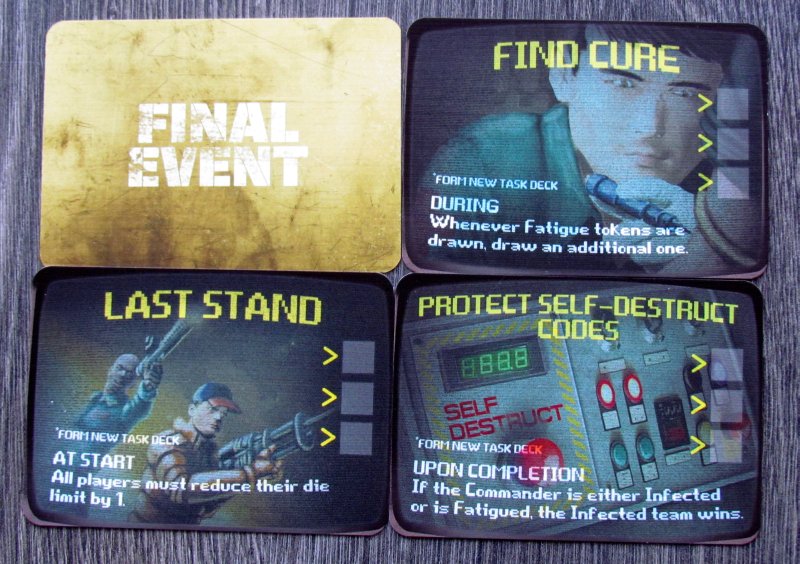 FINAL
EVENT
FIND CURE
>
>
>
*FORM NEW TASK DECK
DURING
Whenever Fatigue tokens are
drawn, draw an additional one.
LAST STAND
>
>
>
*FORM NEW TASK DECK
AT START
All players must reduce their die
limit by 1.
PROTECT SELF-DESTRUCT
CODES
SELF
DESTRUCT
>
>
>
*FORM NEW TASK DECK
UPON COMPLETION
If the Commander is either Infected
or is Fatigued, the Infected team wins.